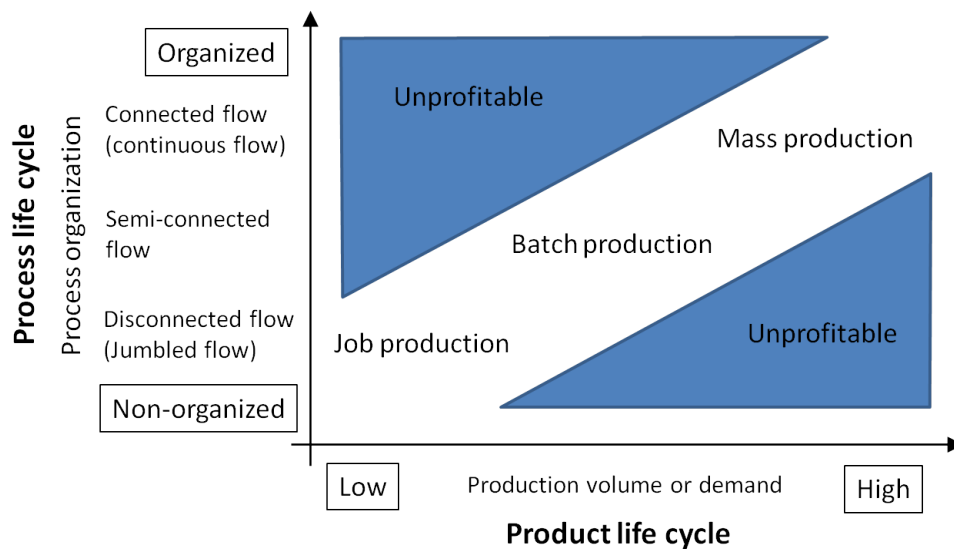 Organized
Unprofitable
Connected flow
(continuous flow)
Mass production
Process life cycle
Process organization
Semi-connected
flow
Batch production
Disconnected flow
(Jumbled flow)
Job production
Unprofitable
Non-organized
Low
Production volume or demand
High
Product life cycle